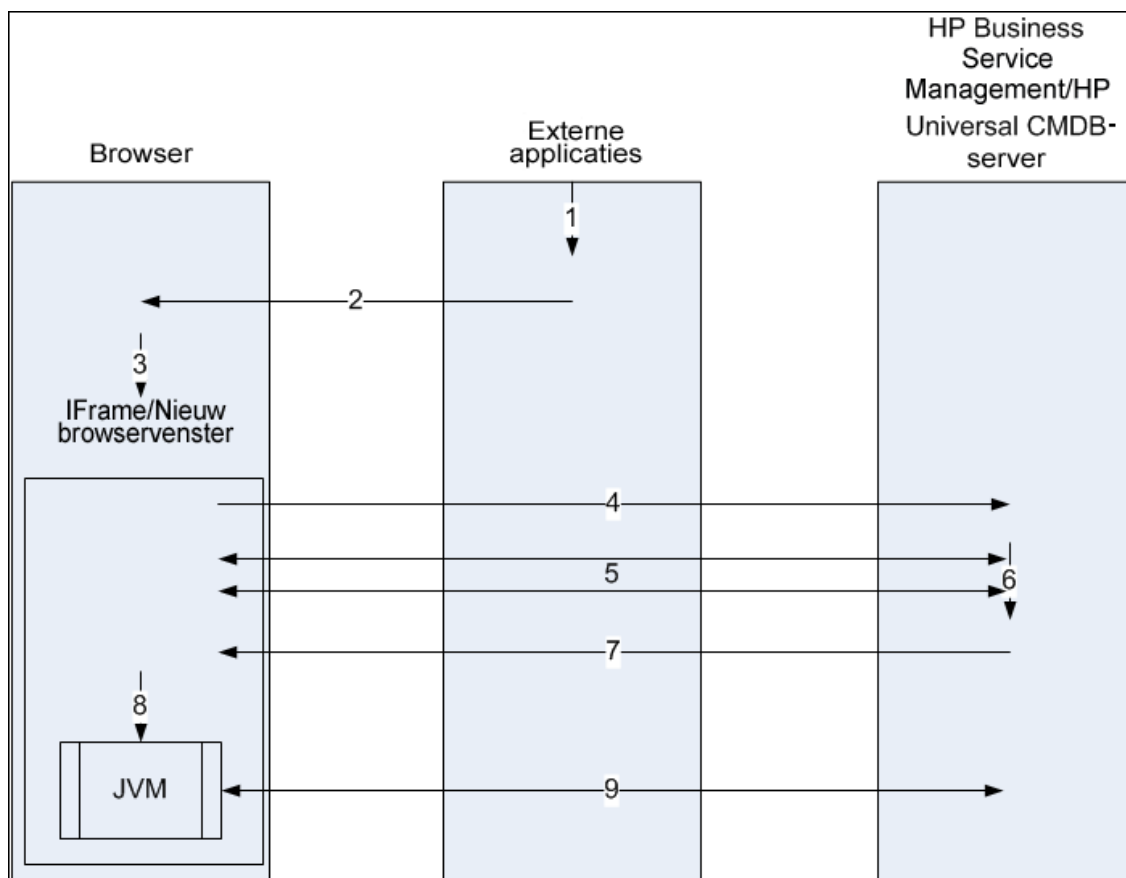 HP Business
Service
Management/HP
Universal CMDB-
server
Externe
applicaties
Browser
1
2
3
IFrame/Nieuw
browservenster
4
5
6
7
8
JVM
9